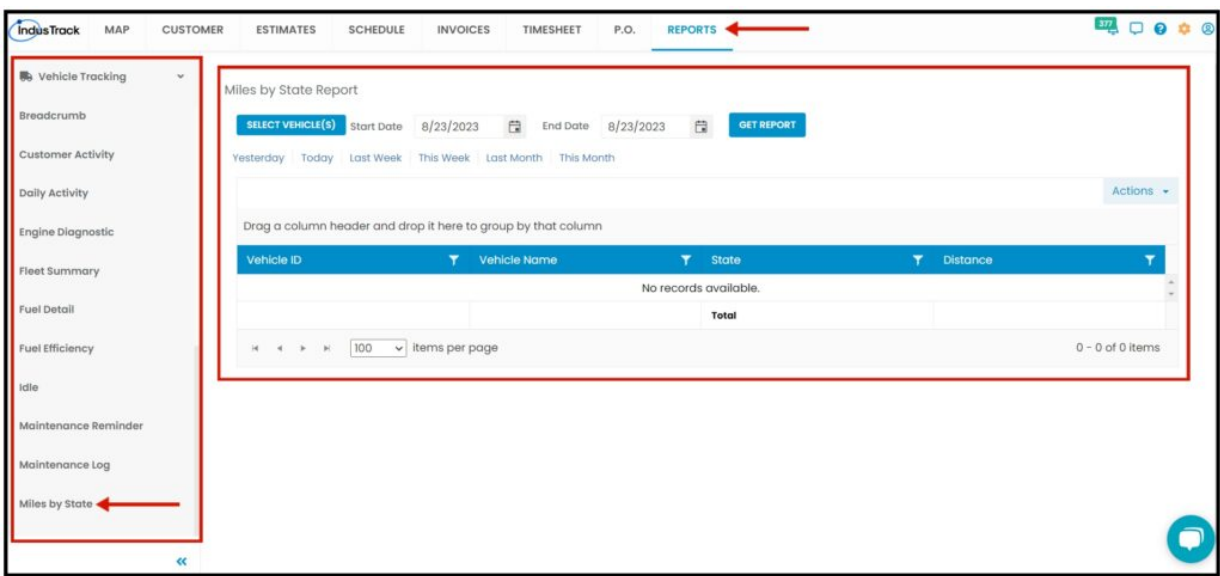 IndusTrack MAP CUSTOMER ESTIMATES SCHEDULE INVOICES TIMESHEET P.O. REPORTS 377
Vehicle Tracking
Breadcrumb
Customer Activity
Daily Activity
Engine Diagnostic
Fleet Summary
Fuel Detail
Fuel Efficiency
Idle
Maintenance Reminder
Maintenance Log
Miles by State
Miles by State Report
SELECT VEHICLE(S) Start Date 8/23/2023 End Date 8/23/2023 GET REPORT
Yesterday Today Last Week This Week Last Month This Month
Actions
Drag a column header and drop it here to group by that column
Vehicle ID Vehicle Name State Distance
No records available.
Total
100 items per page 0 - 0 of 0 items